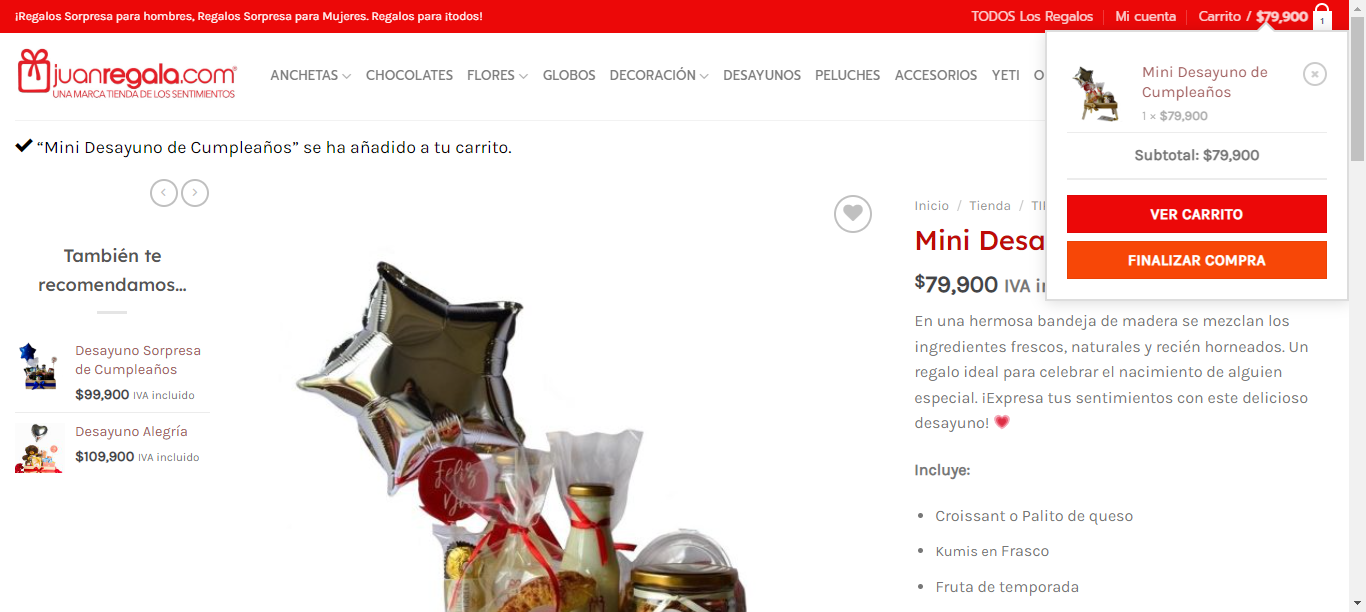 ¡Regalos Sorpresa para hombres, Regalos Sorpresa para Mujeres. Regalos para ¡todos!
TODOS Los Regalos
Mi cuenta
Carrito / $79,900
1
juanregala.com®
UNA MARCA TIENDA DE LOS SENTIMIENTOS
ANCHETAS
CHOCOLATES
FLORES
GLOBOS
DECORACIÓN
DESAYUNOS
PELUCHES
ACCESORIOS
YETI
O
Mini Desayuno de
Cumpleaños
1 × $79,900
Subtotal: $79,900
VER CARRITO
FINALIZAR COMPRA
“Mini Desayuno de Cumpleaños” se ha añadido a tu carrito.
También te
recomendamos...
Desayuno Sorpresa
de Cumpleaños
$99,900 IVA incluido
Desayuno Alegría
$109,900 IVA incluido
Feliz
Día
Inicio / Tienda / TI
Mini Desa
$79,900 IVA i
En una hermosa bandeja de madera se mezclan los
ingredientes frescos, naturales y recién horneados. Un
regalo ideal para celebrar el nacimiento de alguien
especial. ¡Expresa tus sentimientos con este delicioso
desayuno! 💗
Incluye:
• Croissant o Palito de queso
• Kumis en Frasco
• Fruta de temporada